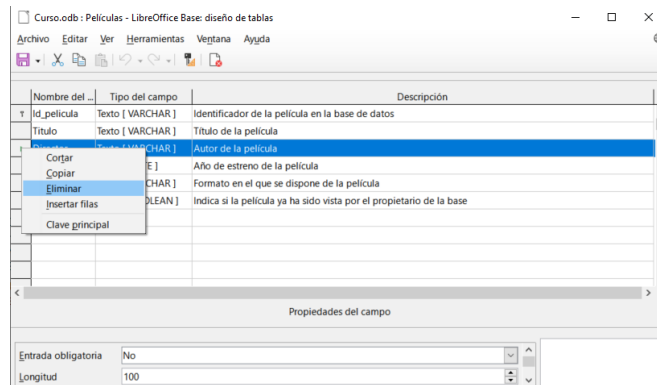 Curso.odb : Películas - LibreOffice Base: diseño de tablas
Archivo Editar Ver Herramientas Ventana Ayuda
Nombre del ... Tipo del campo Descripción
Id_pelicula Texto [ VARCHAR ] Identificador de la película en la base de datos
Titulo Texto [ VARCHAR ] Título de la película
Autor de la película
E ] Año de estreno de la película
CHAR ] Formato en el que se dispone de la película
OLEAN ] Indica si la película ya ha sido vista por el propietario de la base
Cortar
Copiar
Eliminar
Insertar filas
Clave principal
Propiedades del campo
Entrada obligatoria No
Longitud 100